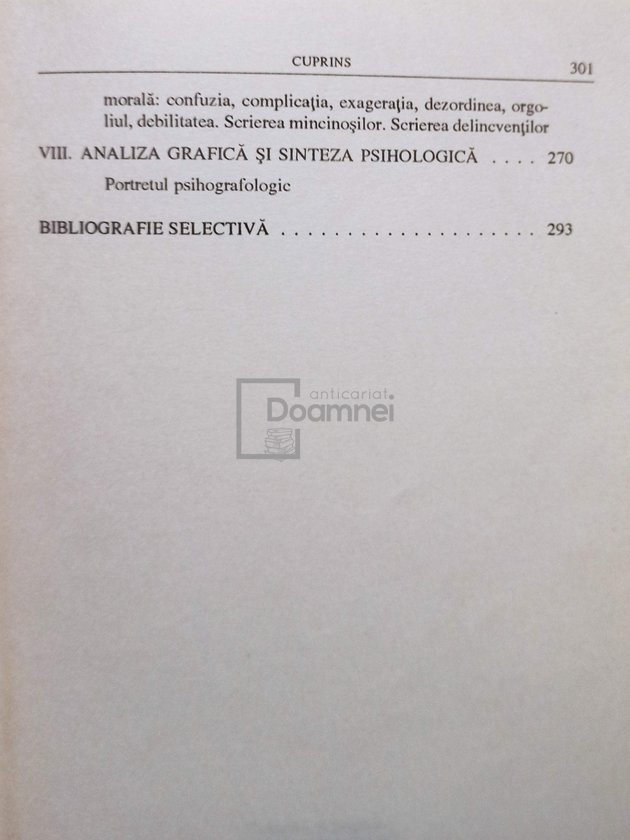 CUPRINS 301
morală: confuzia, complicaţia, exageraţia, dezordinea, orgo-
liul, debilitatea. Scrierea mincinoşilor. Scrierea delincvenţilor
VIII. ANALIZA GRAFICĂ ŞI SINTEZA PSIHOLOGICĂ . . . . 270
Portretul psihografologic
BIBLIOGRAFIE SELECTIVĂ . . . . . . . . . . . . . . . . . . . . 293
anticariat
Doamnei